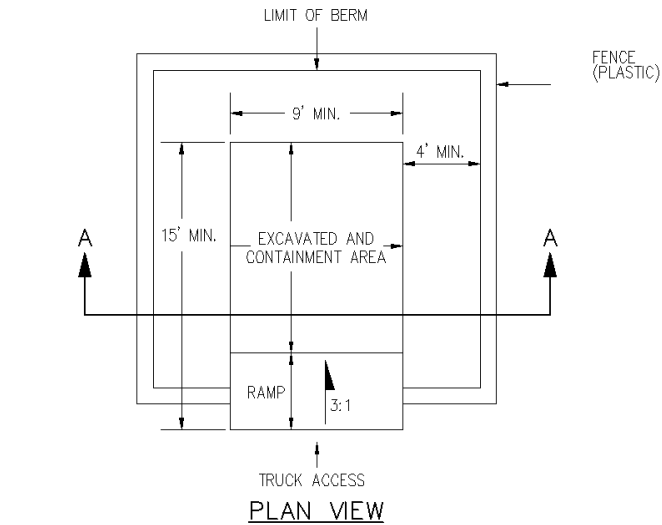 LIMIT OF BERM
FENCE
(PLASTIC)
9' MIN.
4' MIN.
15' MIN.
A
A
EXCAVATED AND
CONTAINMENT AREA
RAMP
3:1
TRUCK ACCESS
PLAN VIEW